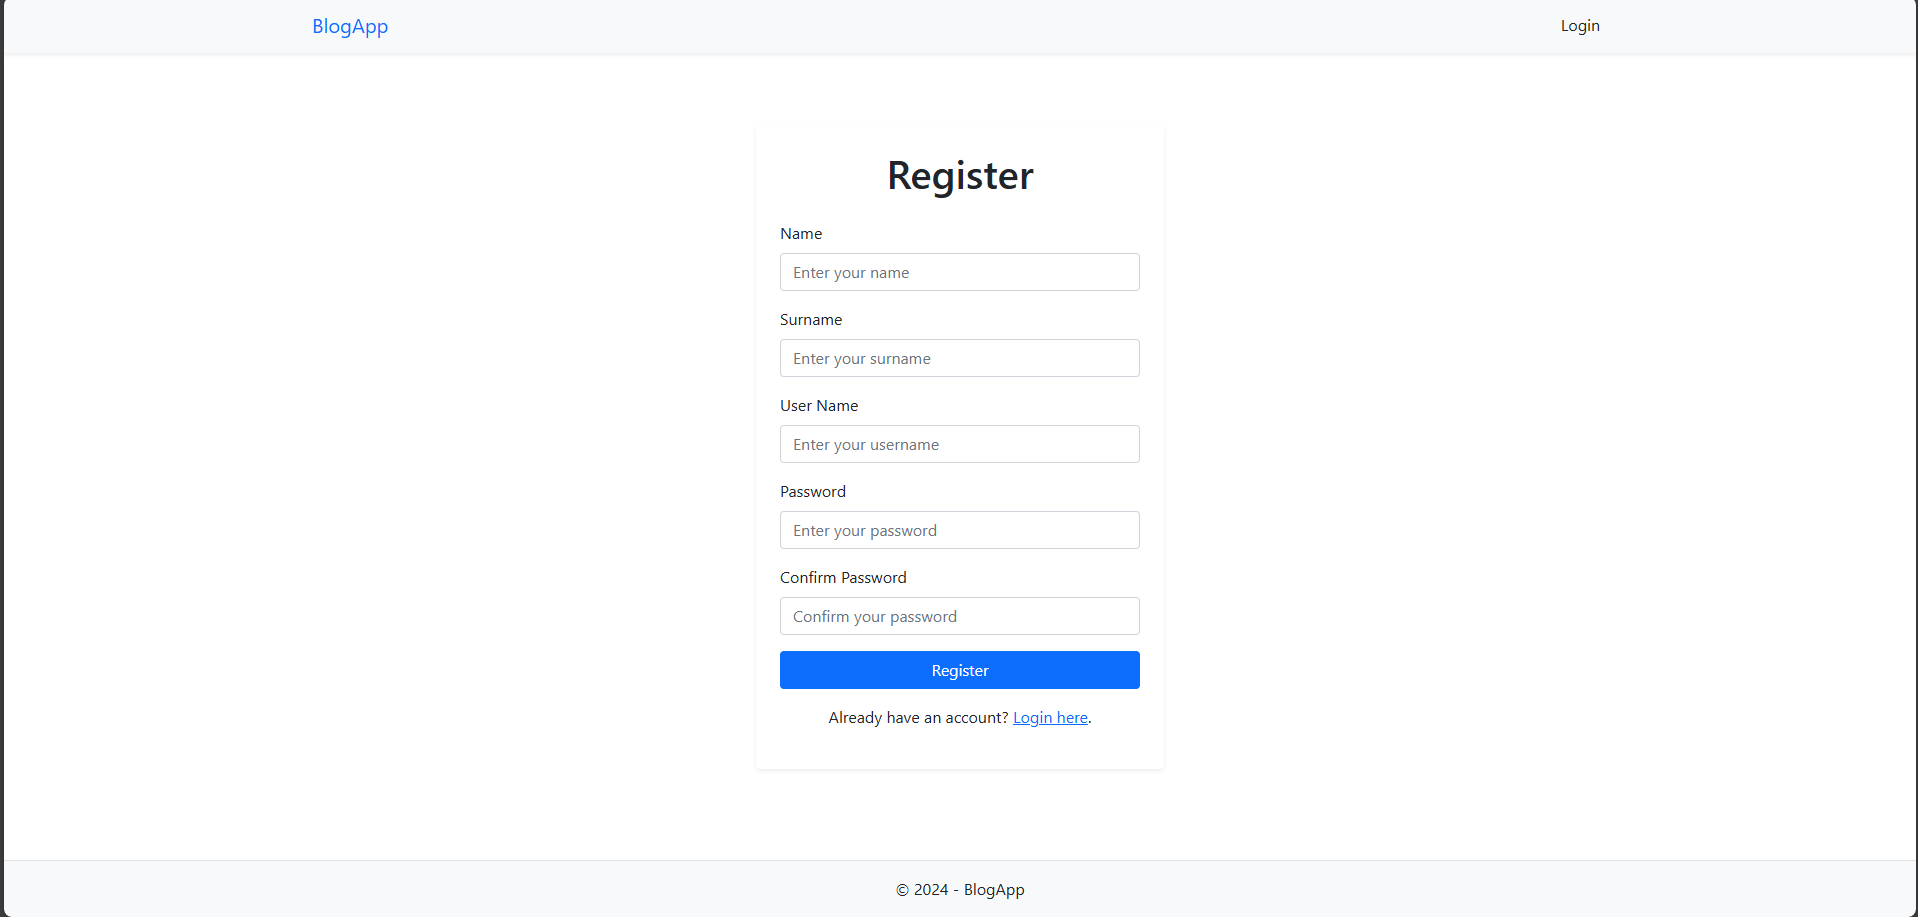 BlogApp
Login
Register
Name
Enter your name
Surname
Enter your surname
User Name
Enter your username
Password
Enter your password
Confirm Password
Confirm your password
Register
Already have an account? Login here.
© 2024 - BlogApp